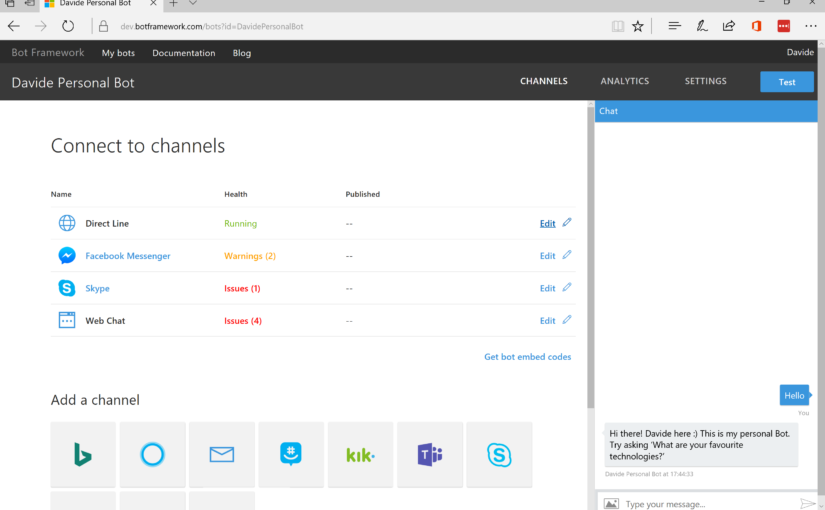 Davide Personal Bot
dev.botframework.com/bots?id=DavidePersonalBot
Bot Framework My bots Documentation Blog Davide
Davide Personal Bot CHANNELS ANALYTICS SETTINGS Test
Connect to channels
Name Health Published
Direct Line Running -- Edit
Facebook Messenger Warnings (2) -- Edit
Skype Issues (1) -- Edit
Web Chat Issues (4) -- Edit
Get bot embed codes
Add a channel
kik
Chat
Hello
You
Hi there! Davide here :) This is my personal Bot.
Try asking 'What are your favourite
technologies?'
Davide Personal Bot at 17:44:33
Type your message...